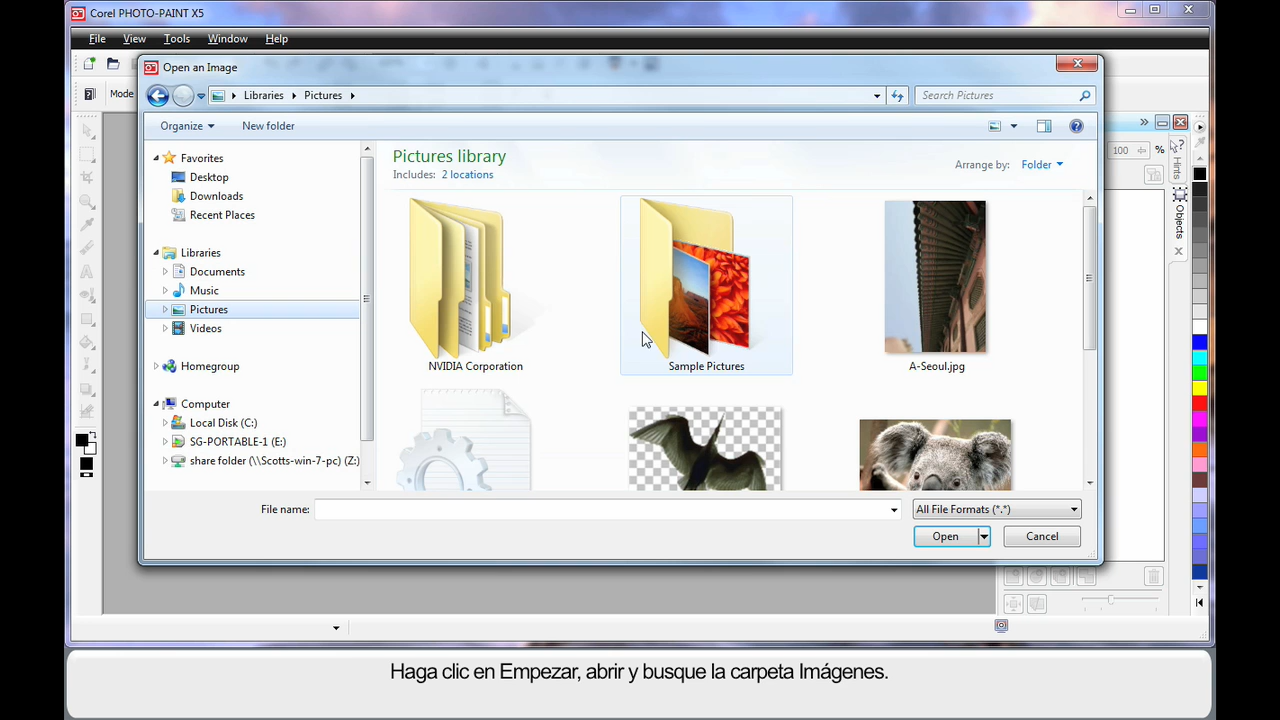 Corel PHOTO-PAINT X5
File View Tools Window Help
Open an Image
Mode
Libraries Pictures
Search Pictures
Organize New folder
100 %
Hints
Objects
Favorites
Desktop
Downloads
Recent Places
Libraries
Documents
Music
Pictures
Videos
Homegroup
Computer
Local Disk (C:)
SG-PORTABLE-1 (E:)
share folder (\\Scotts-win-7-pc) (Z:)
Pictures library
Includes: 2 locations
Arrange by: Folder
NVIDIA Corporation
Sample Pictures
A-Seoul.jpg
File name:
All File Formats (*.*)
Open Cancel
Haga clic en Empezar, abrir y busque la carpeta Imágenes.